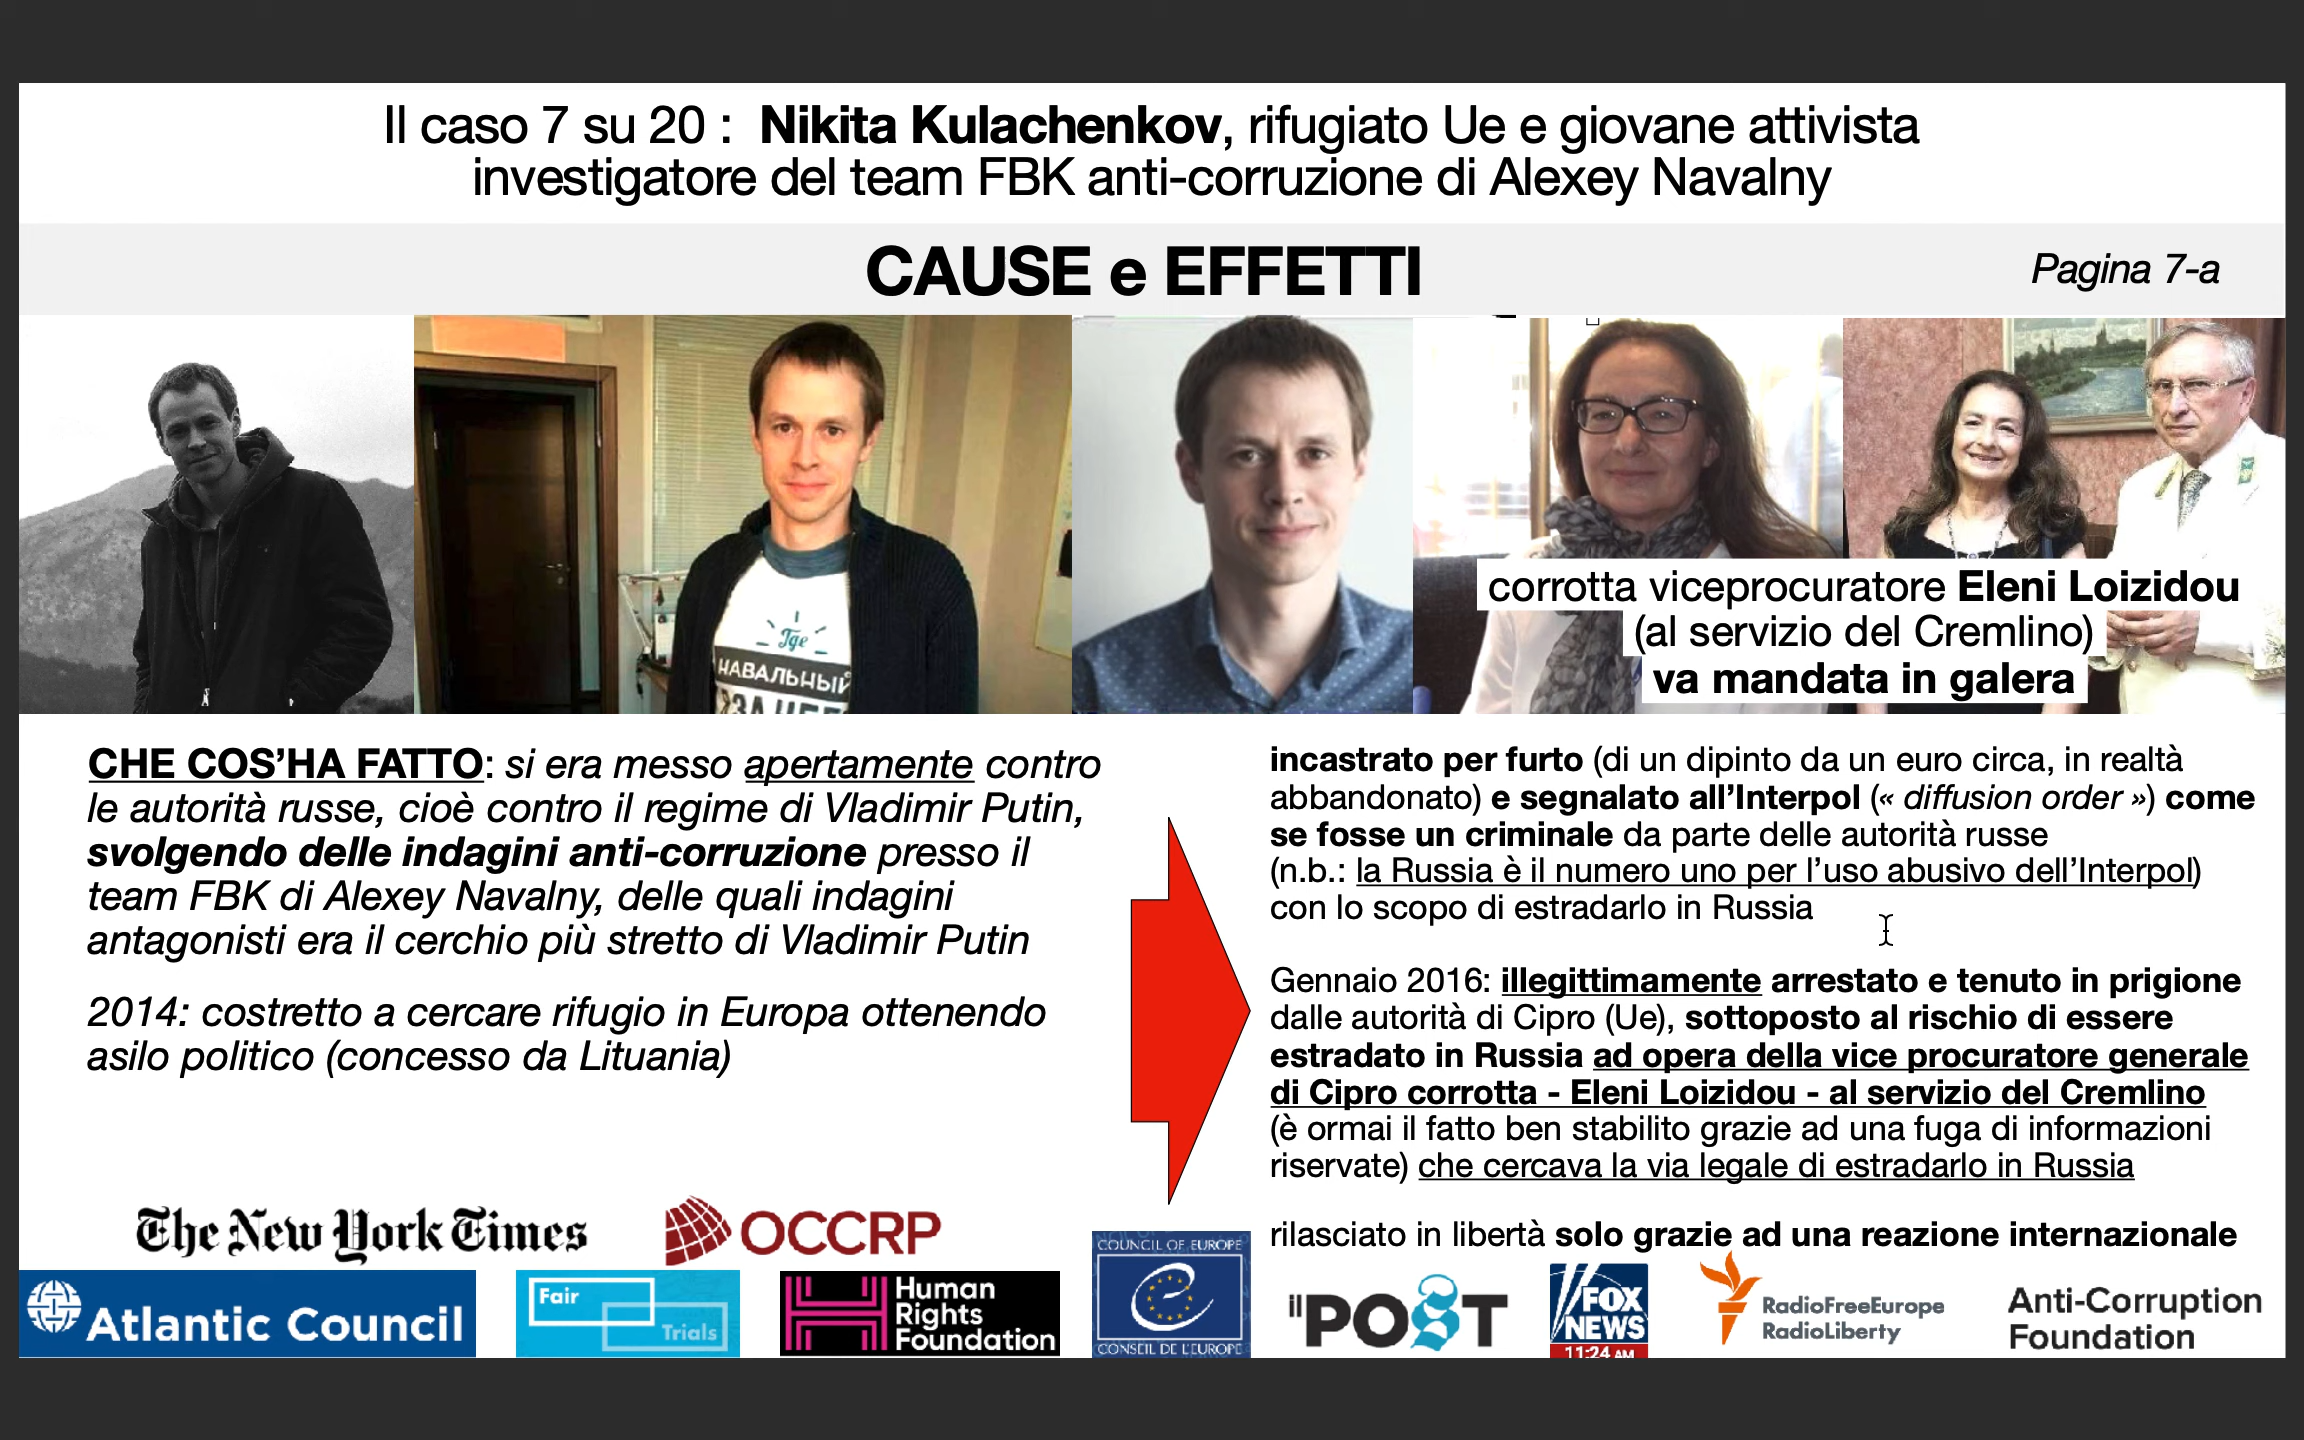 Il caso 7 su 20 : Nikita Kulachenkov, rifugiato Ue e giovane attivista
investigatore del team FBK anti-corruzione di Alexey Navalny
CAUSE e EFFETTI
Pagina 7-a
Где
НАВАЛЬНЫЙ
corrotta viceprocuratore Eleni Loizidou
(al servizio del Cremlino)
va mandata in galera
CHE COS’HA FATTO: si era messo apertamente contro
le autorità russe, cioè contro il regime di Vladimir Putin,
svolgendo delle indagini anti-corruzione presso il
team FBK di Alexey Navalny, delle quali indagini
antagonisti era il cerchio più stretto di Vladimir Putin
2014: costretto a cercare rifugio in Europa ottenendo
asilo politico (concesso da Lituania)
incastrato per furto (di un dipinto da un euro circa, in realtà
abbandonato) e segnalato all’Interpol (« diffusion order ») come
se fosse un criminale da parte delle autorità russe
(n.b.: la Russia è il numero uno per l’uso abusivo dell’Interpol)
con lo scopo di estradarlo in Russia
Gennaio 2016: illegittimamente arrestato e tenuto in prigione
dalle autorità di Cipro (Ue), sottoposto al rischio di essere
estradato in Russia ad opera della vice procuratore generale
di Cipro corrotta - Eleni Loizidou - al servizio del Cremlino
(è ormai il fatto ben stabilito grazie ad una fuga di informazioni
riservate) che cercava la via legale di estradarlo in Russia
rilasciato in libertà solo grazie ad una reazione internazionale
The New York Times
OCCRP
Atlantic Council
Fair
Trials
Human
Rights
Foundation
COUNCIL OF EUROPE
CONSEIL DE L'EUROPE
il POST
FOX
NEWS
11:24 AM
RadioFreeEurope
RadioLiberty
Anti-Corruption
Foundation